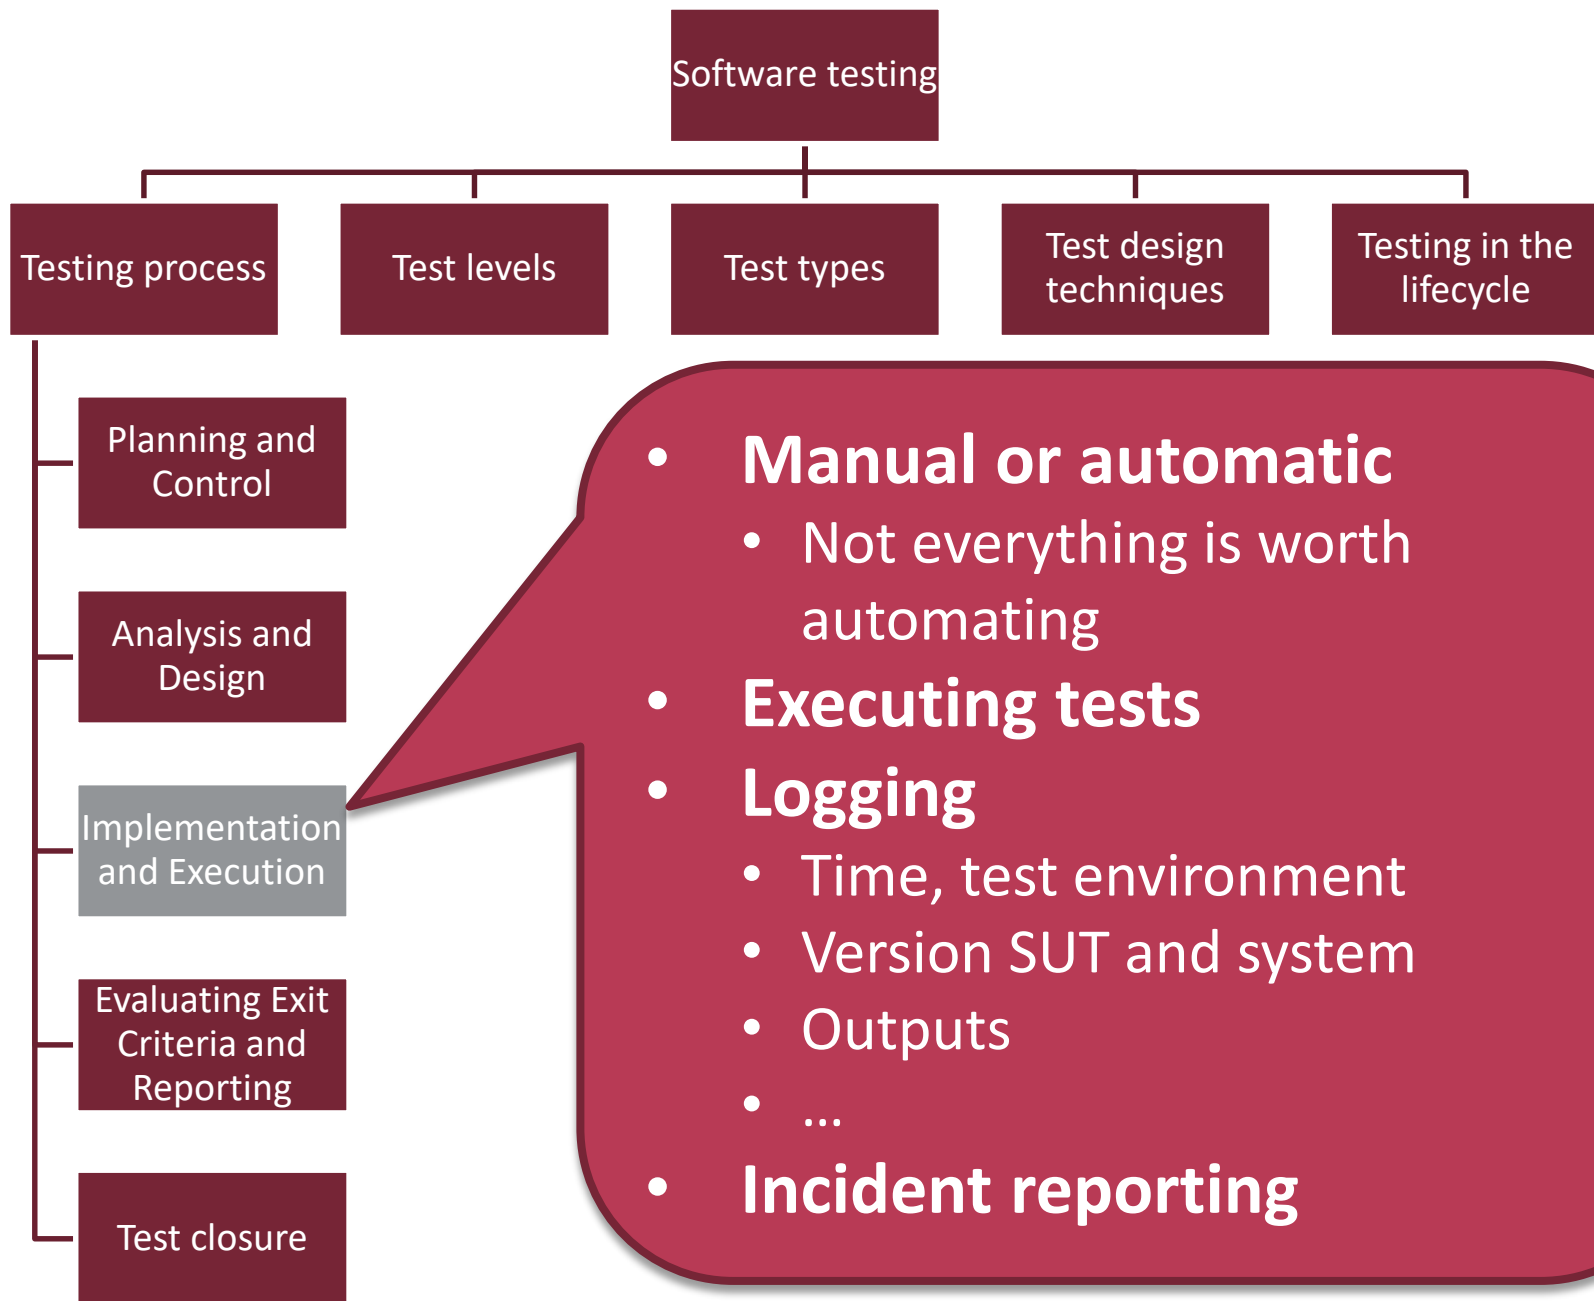 Software testing
Testing process
Test levels
Test types
Test design
techniques
Testing in the
lifecycle
Planning and
Control
Analysis and
Design
Implementation
and Execution
Evaluating Exit
Criteria and
Reporting
Test closure
• Manual or automatic
• Not everything is worth
automating
• Executing tests
• Logging
• Time, test environment
• Version SUT and system
• Outputs
• …
• Incident reporting